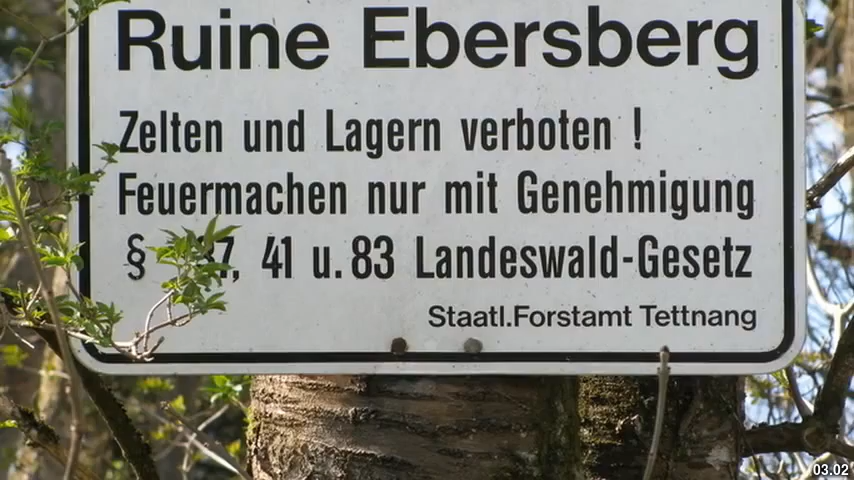 Ruine Ebersberg
Zelten und Lagern verboten !
Feuermachen nur mit Genehmigung
§ 37, 41 u. 83 Landeswald-Gesetz
Staatl.Forstamt Tettnang
03.02